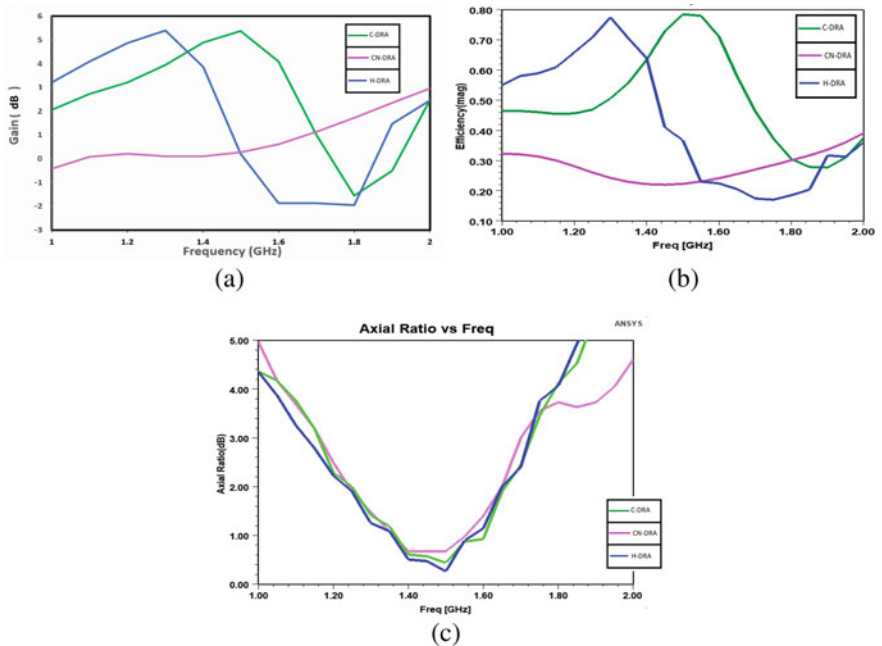 6
5
4
3
2
1
0
-1
-2
-3
Gain ( dB )
1
1.2
1.4
1.6
1.8
2
Frequency (GHz)
C-DRA
CN-DRA
H-DRA
(a)
0.80
0.70
0.60
0.50
0.40
0.30
0.20
0.10
Efficiency(mag)
1.00
1.20
1.40
1.60
1.80
2.00
Freq [GHz]
C-DRA
CN-DRA
H-DRA
(b)
Axial Ratio vs Freq
ANSYS
5.00
4.00
3.00
2.00
1.00
0.00
Axial Ratio(dB)
1.00
1.20
1.40
1.60
1.80
2.00
Freq [GHz]
C-DRA
CN-DRA
H-DRA
(c)